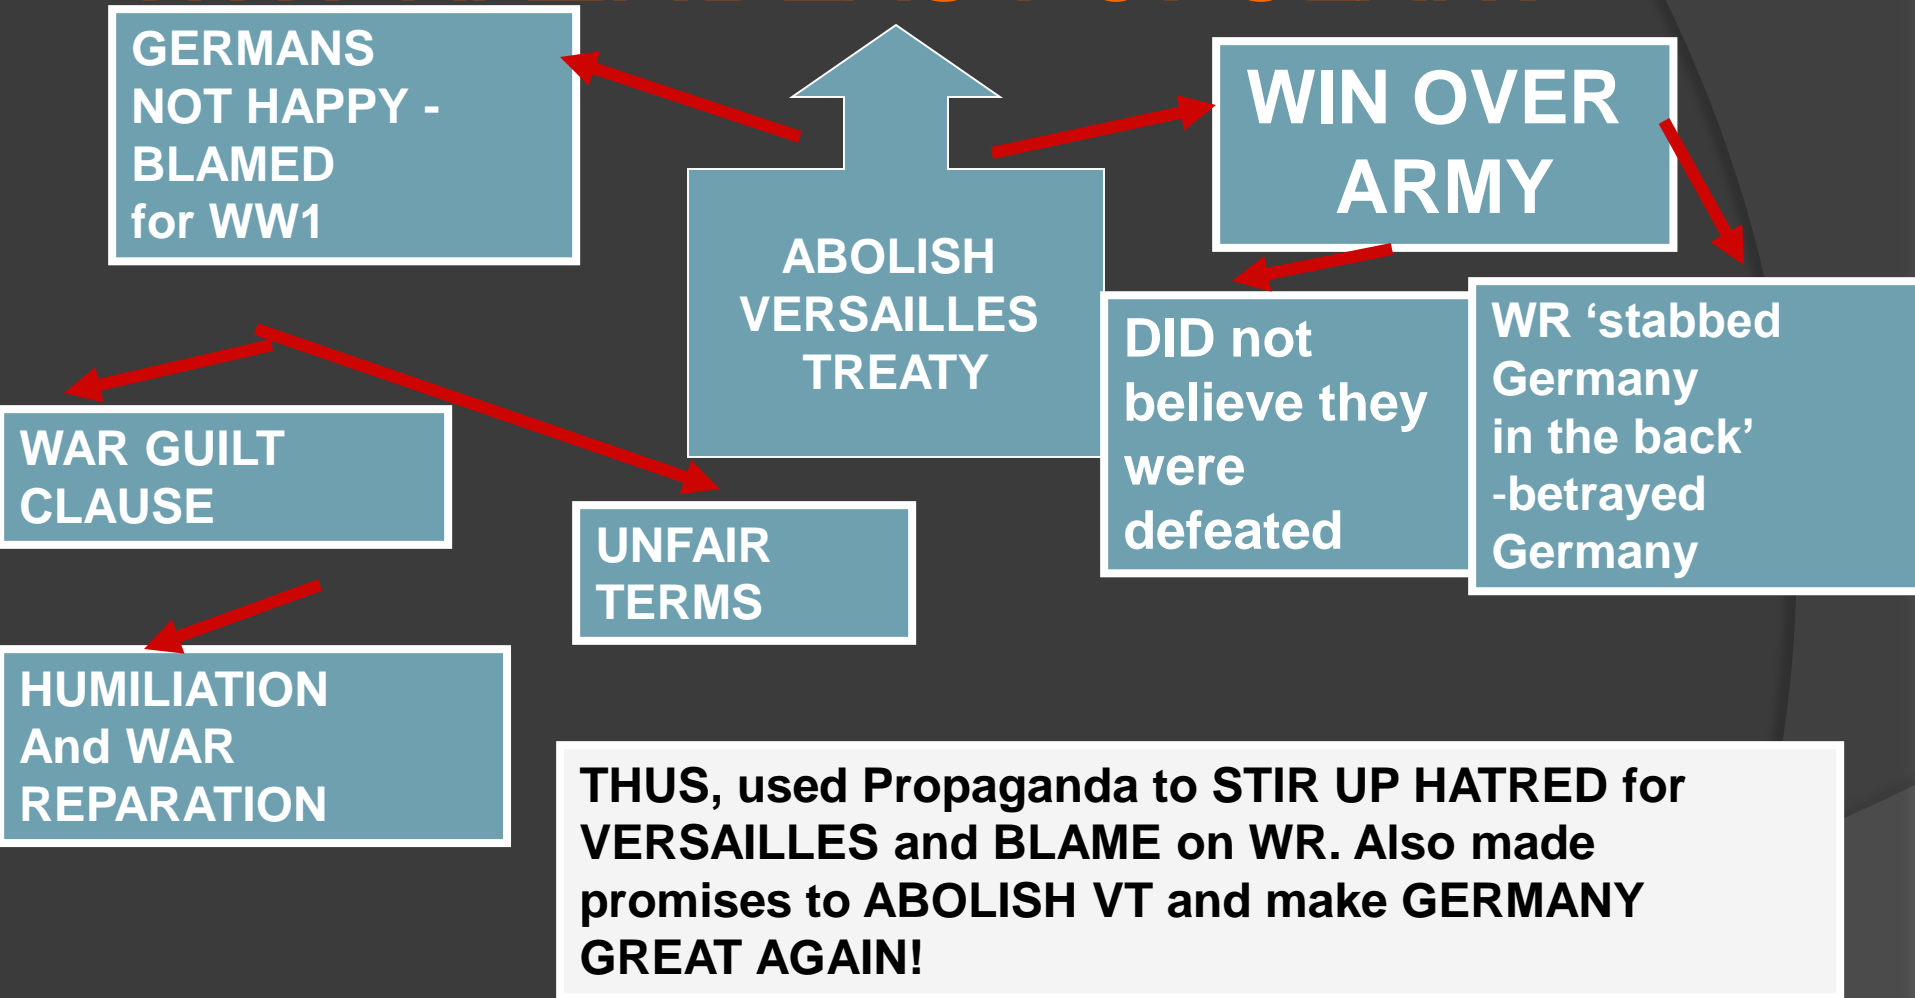 GERMANS
NOT HAPPY -
BLAMED
for WW1
ABOLISH
VERSAILLES
TREATY
WIN OVER
ARMY
DID not
believe they
were
defeated
WR ‘stabbed
Germany
in the back’
-betrayed
Germany
WAR GUILT
CLAUSE
UNFAIR
TERMS
HUMILIATION
And WAR
REPARATION
THUS, used Propaganda to STIR UP HATRED for
VERSAILLES and BLAME on WR. Also made
promises to ABOLISH VT and make GERMANY
GREAT AGAIN!